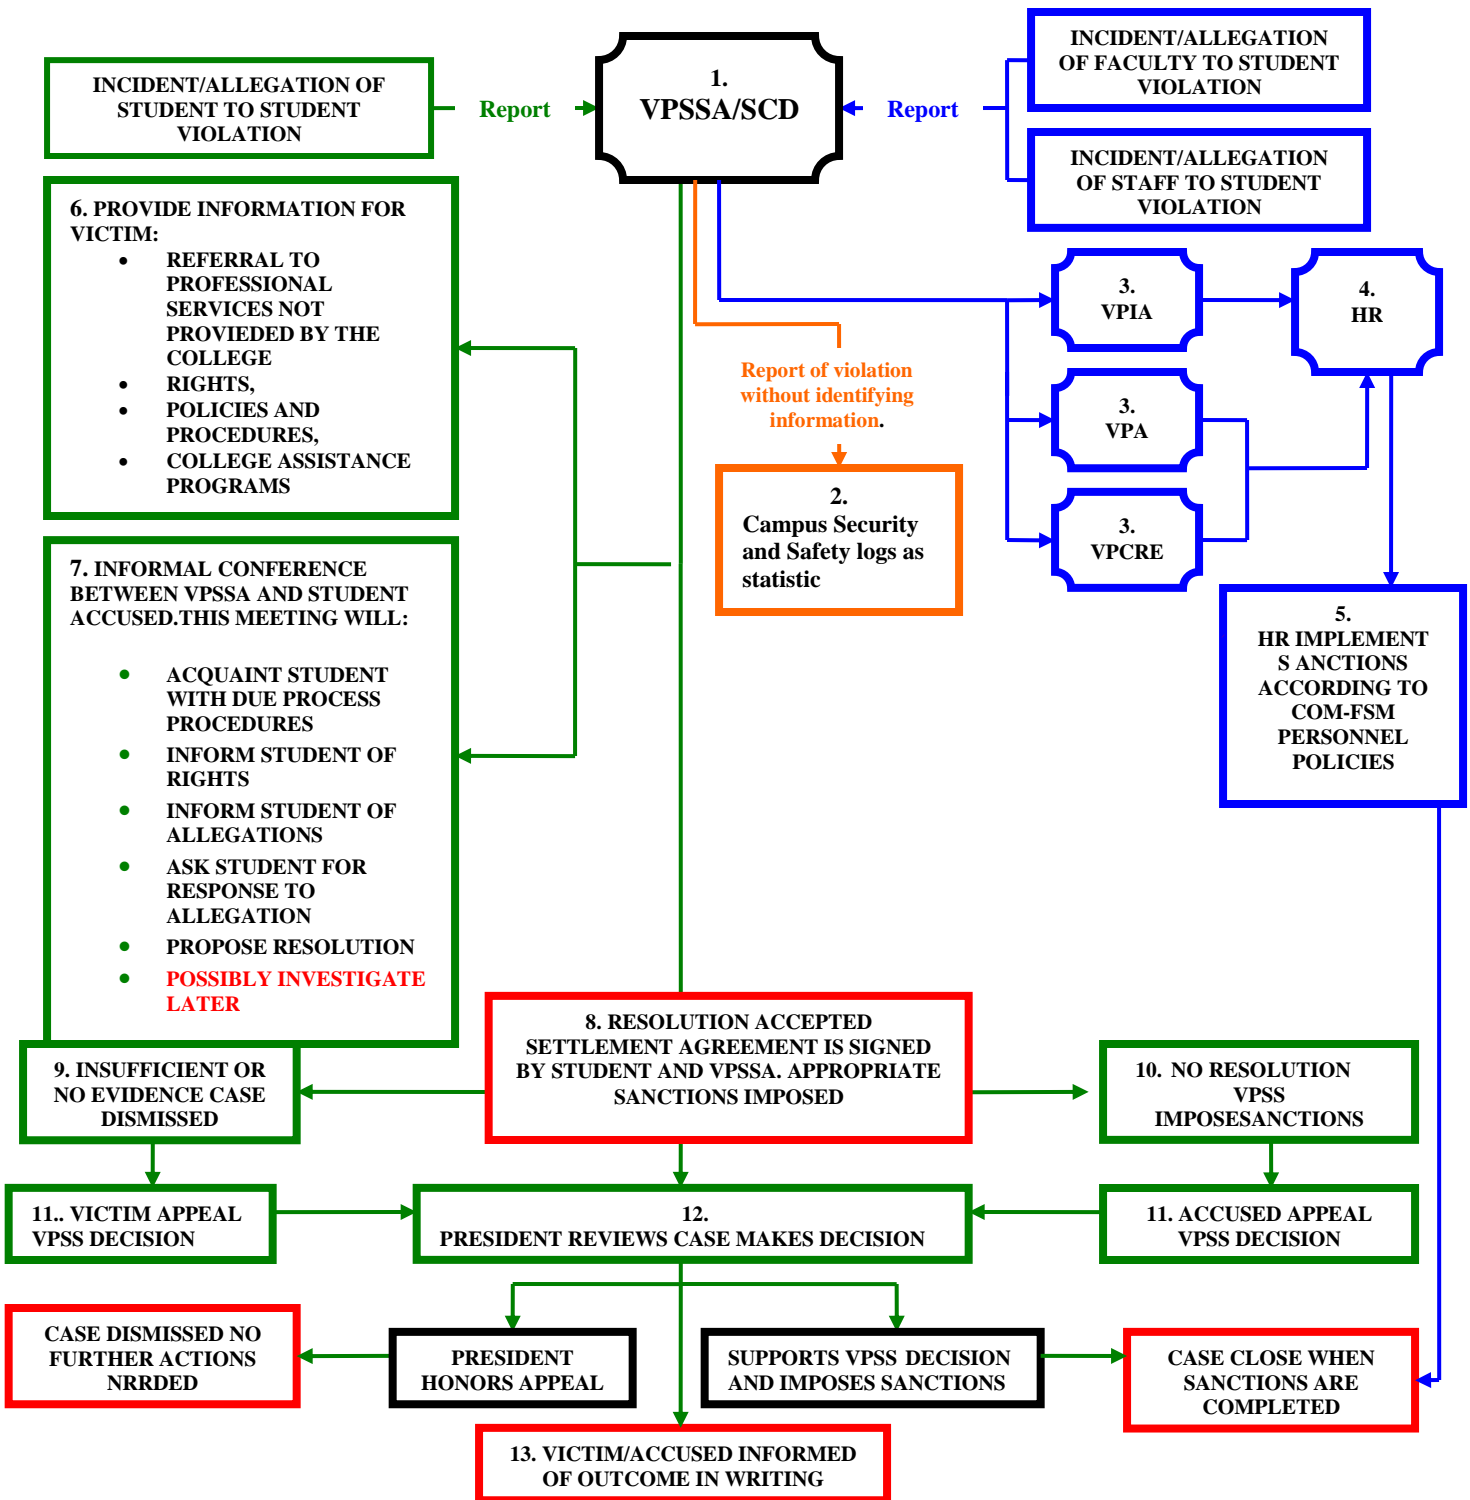 INCIDENT/ALLEGATION OF
STUDENT TO STUDENT
VIOLATION
Report
1.
VPSSA/SCD
Report
INCIDENT/ALLEGATION
OF FACULTY TO STUDENT
VIOLATION
INCIDENT/ALLEGATION
OF STAFF TO STUDENT
VIOLATION
6. PROVIDE INFORMATION FOR
VICTIM:
• REFERRAL TO
PROFESSIONAL
SERVICES NOT
PROVIEDED BY THE
COLLEGE
• RIGHTS,
• POLICIES AND
PROCEDURES,
• COLLEGE ASSISTANCE
PROGRAMS
3.
VPIA
4.
HR
Report of violation
without identifying
information.
3.
VPA
2.
Campus Security
and Safety logs as
statistic
3.
VPCRE
7. INFORMAL CONFERENCE
BETWEEN VPSSA AND STUDENT
ACCUSED.THIS MEETING WILL:
• ACQUAINT STUDENT
WITH DUE PROCESS
PROCEDURES
• INFORM STUDENT OF
RIGHTS
• INFORM STUDENT OF
ALLEGATIONS
• ASK STUDENT FOR
RESPONSE TO
ALLEGATION
• PROPOSE RESOLUTION
• POSSIBLY INVESTIGATE
LATER
5.
HR IMPLEMENT
S ANCTIONS
ACCORDING TO
COM-FSM
PERSONNEL
POLICIES
8. RESOLUTION ACCEPTED
SETTLEMENT AGREEMENT IS SIGNED
BY STUDENT AND VPSSA. APPROPRIATE
SANCTIONS IMPOSED
9. INSUFFICIENT OR
NO EVIDENCE CASE
DISMISSED
10. NO RESOLUTION
VPSS
IMPOSESANCTIONS
11.. VICTIM APPEAL
VPSS DECISION
12.
PRESIDENT REVIEWS CASE MAKES DECISION
11. ACCUSED APPEAL
VPSS DECISION
CASE DISMISSED NO
FURTHER ACTIONS
NRRDED
PRESIDENT
HONORS APPEAL
SUPPORTS VPSS DECISION
AND IMPOSES SANCTIONS
CASE CLOSE WHEN
SANCTIONS ARE
COMPLETED
13. VICTIM/ACCUSED INFORMED
OF OUTCOME IN WRITING